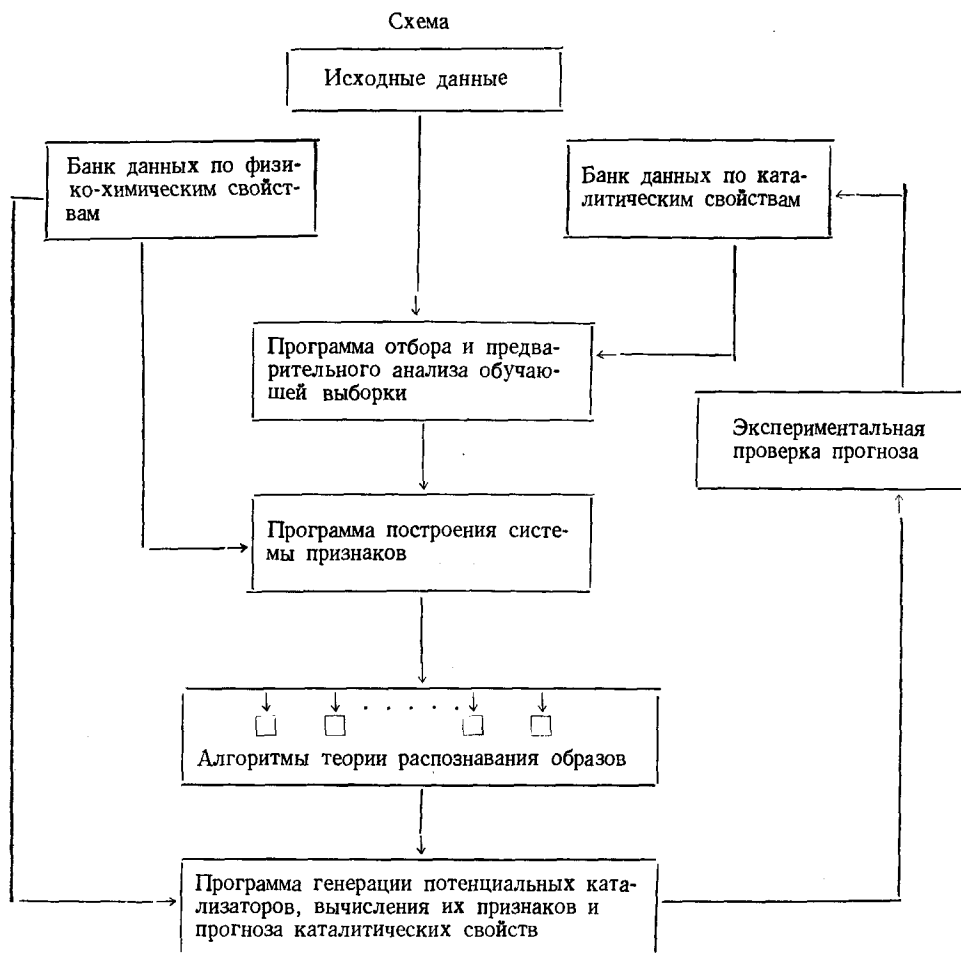 Схема
Исходные данные
Банк данных по физи-
ко-химическим свойст-
вам
Банк данных по ката-
литическим свойствам
Программа отбора и предва-
рительного анализа обучаю-
шей выборки
Экспериментальная
проверка прогноза
Программа построения систе-
мы признаков
Алгоритмы теории распознавания образов
Программа генерации потенциальных ката-
лизаторов, вычисления их признаков и
прогноза каталитических свойств